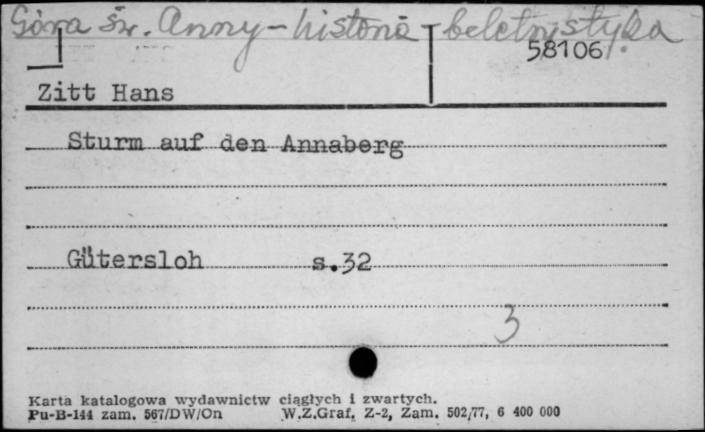 Góra św. Anny - historia - beletrystyka
58106
Zitt Hans
Sturm auf den Annaberg
Gütersloh s.32
3
Karta katalogowa wydawnictw ciągłych i zwartych.
Pu-B-144 zam. 567/DW/On W.Z.Graf. Z-2, Zam. 502/77, 6 400 000